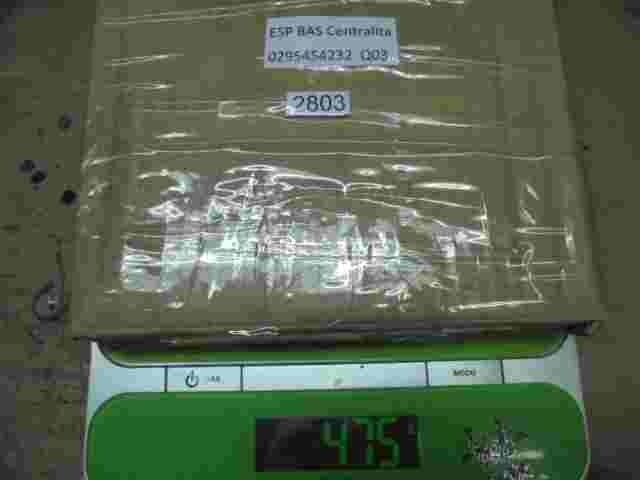 ESP BAS Centralita
0295454232 Q03
2803
MODE
475